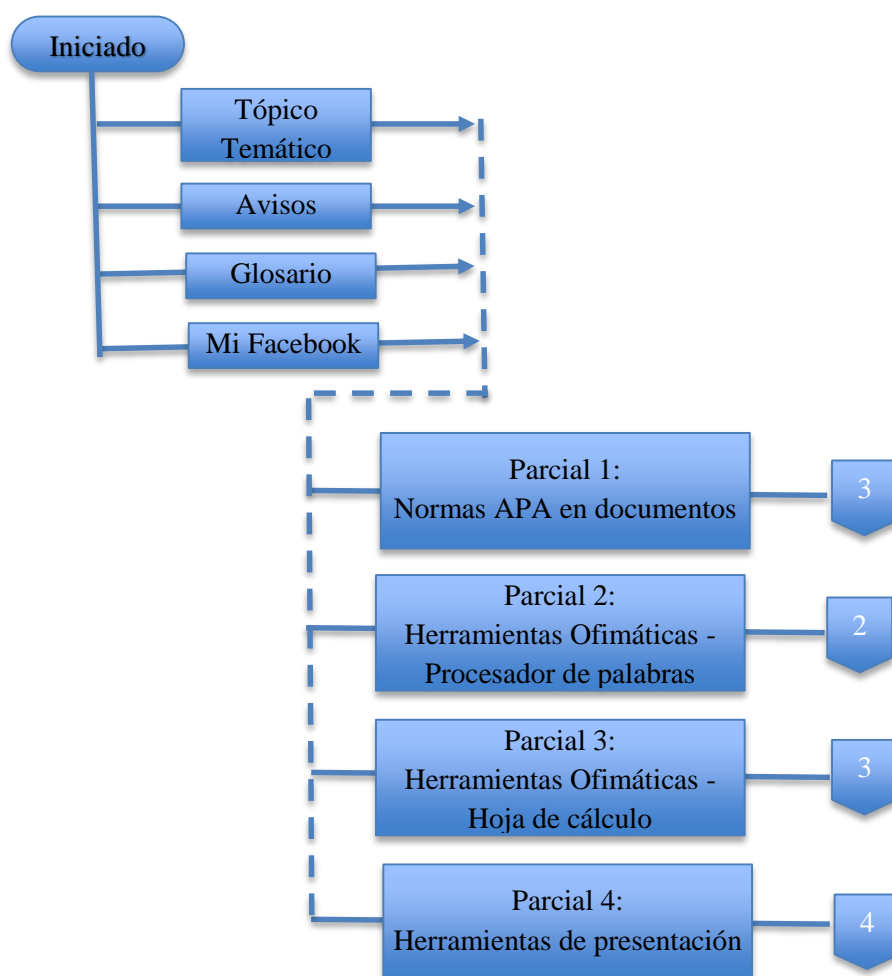 Iniciado
Tópico
Temático
Avisos
Glosario
Mi Facebook
Parcial 1:
Normas APA en documentos
3
Parcial 2:
Herramientas Ofimáticas -
Procesador de palabras
2
Parcial 3:
Herramientas Ofimáticas -
Hoja de cálculo
3
Parcial 4:
Herramientas de presentación
4